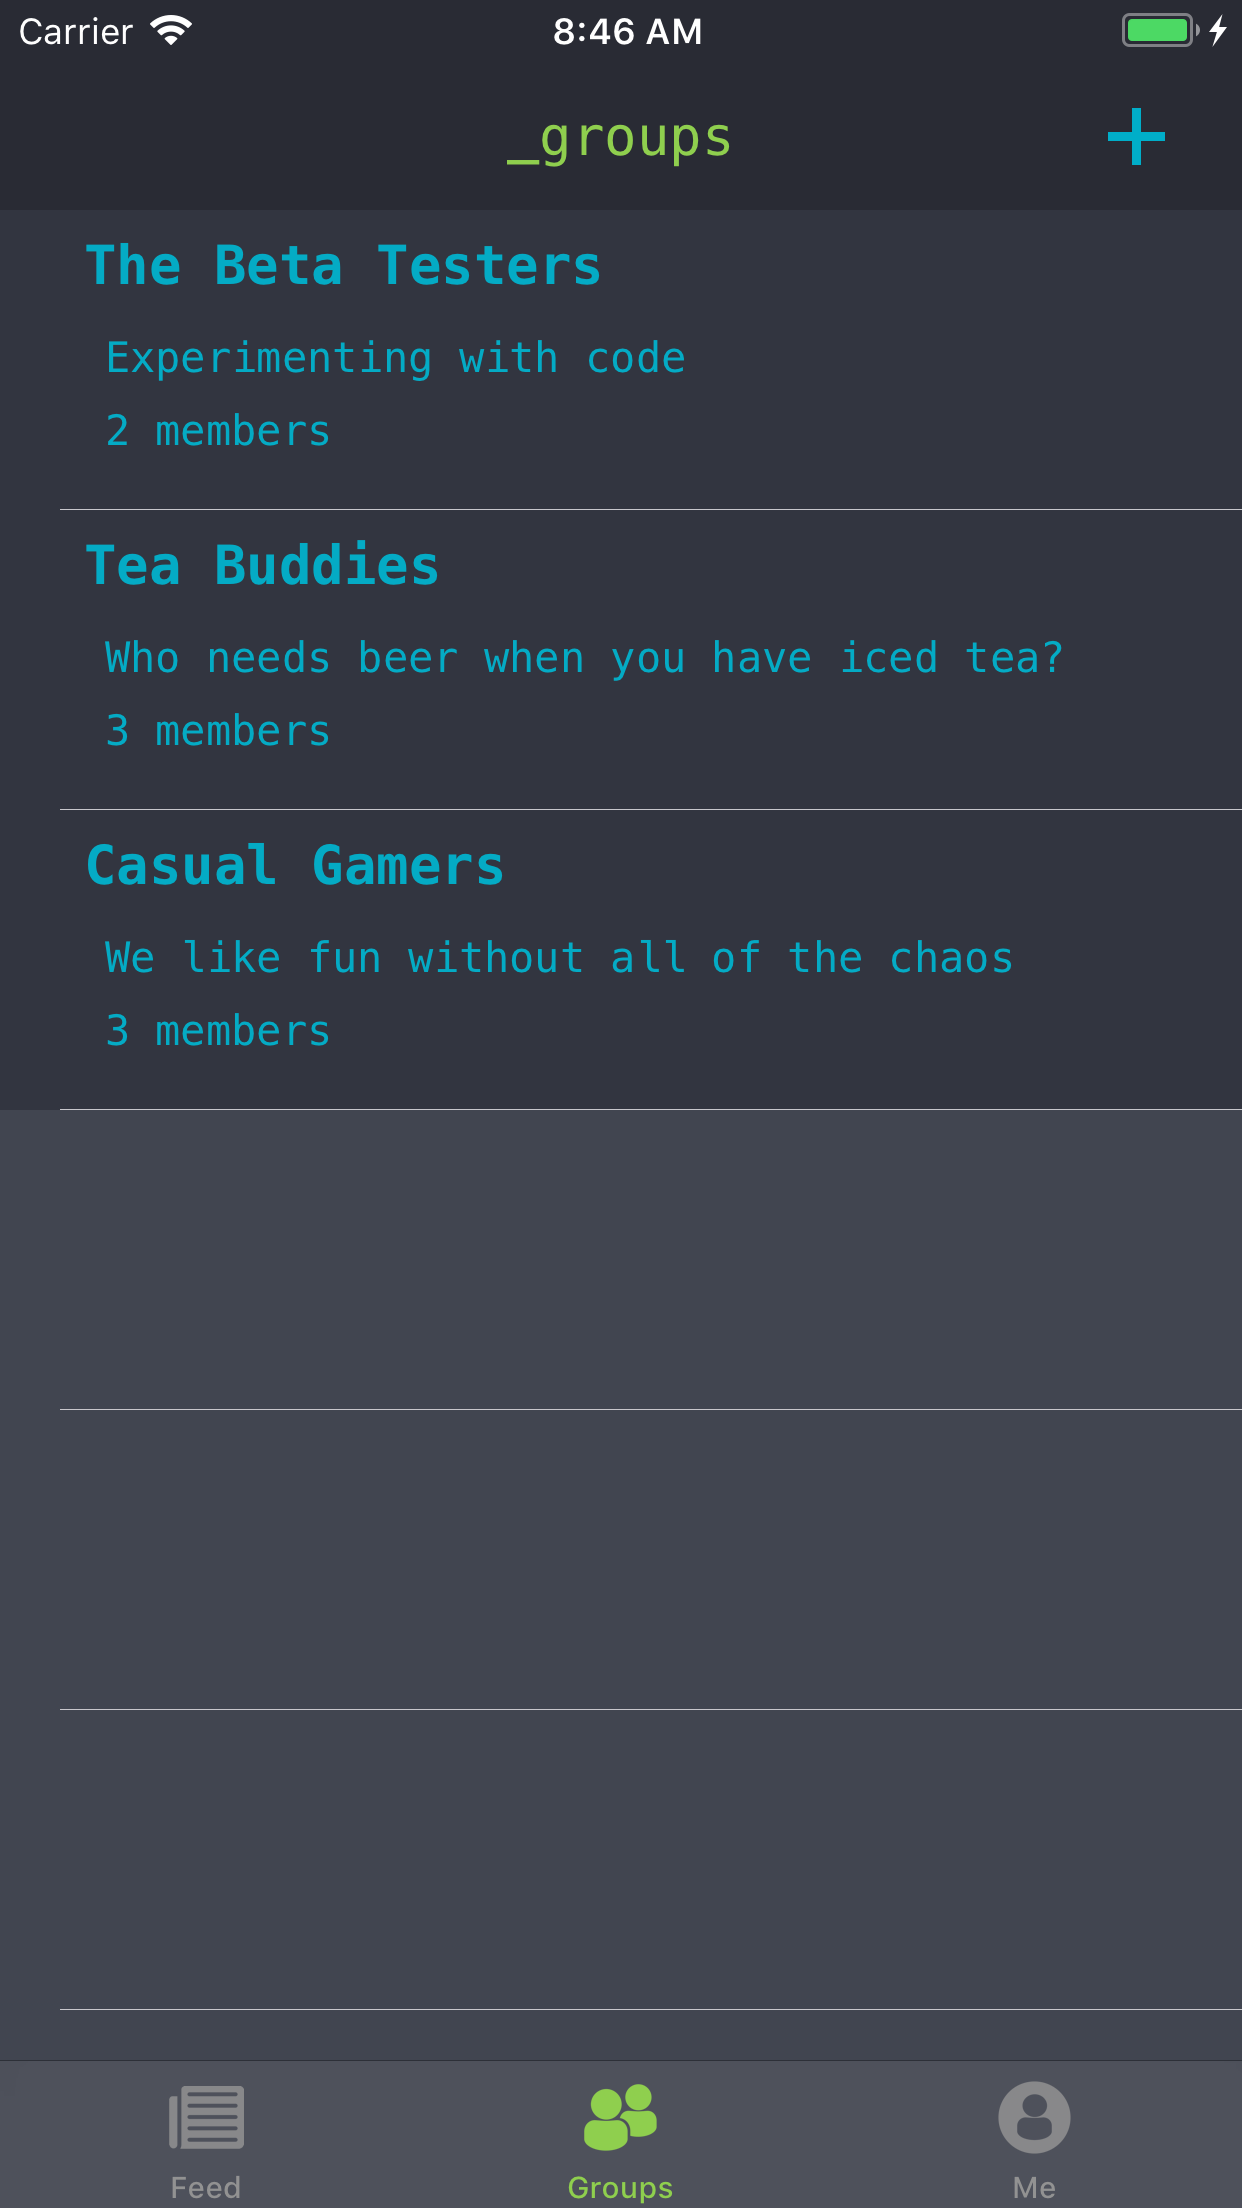 Carrier 8:46 AM
_groups
The Beta Testers
Experimenting with code
2 members
Tea Buddies
Who needs beer when you have iced tea?
3 members
Casual Gamers
We like fun without all of the chaos
3 members
Feed Groups Me